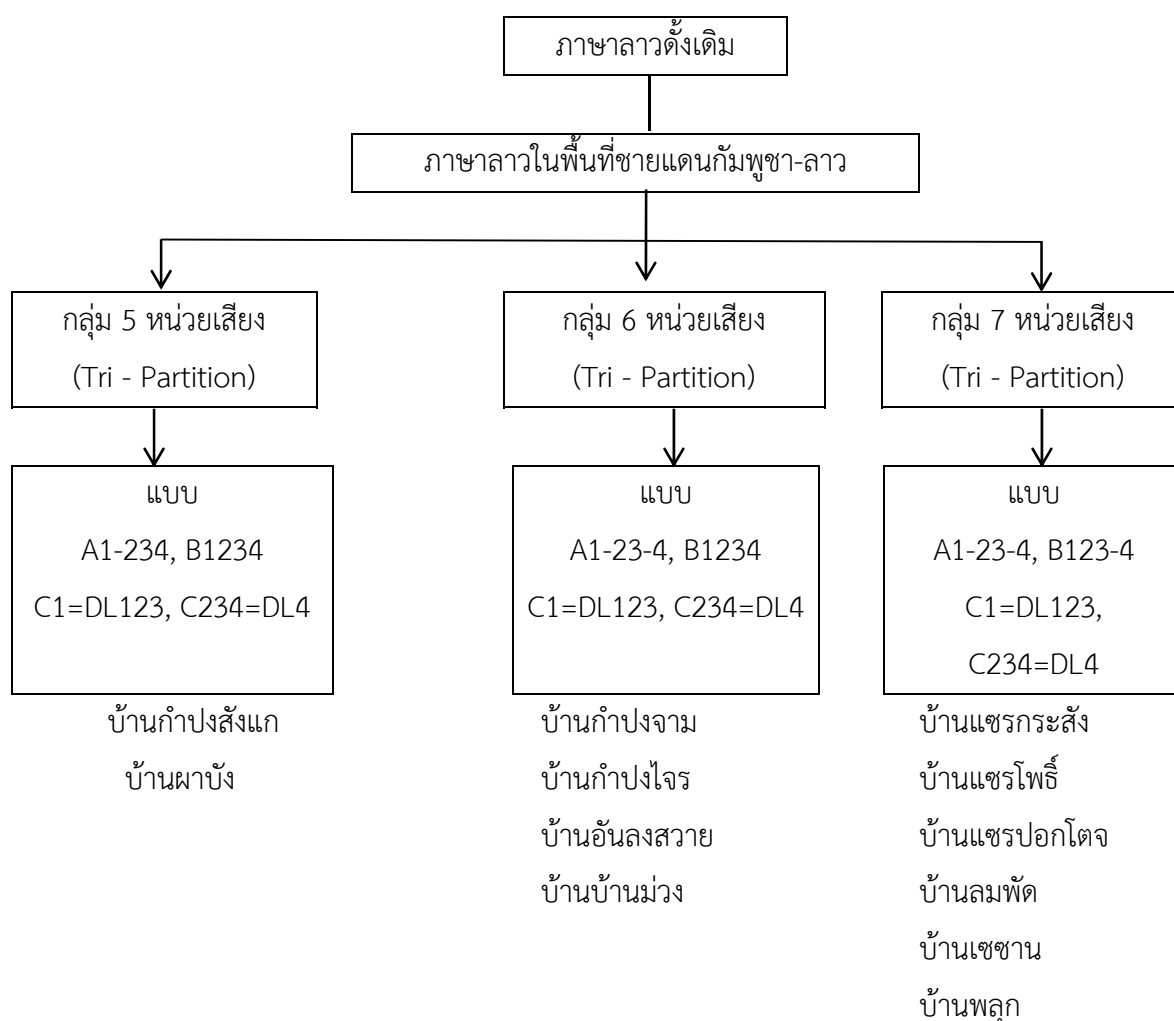 ภาษาลาวดั้งเดิม
ภาษาลาวในพื้นที่ชายแดนกัมพูชา-ลาว
กลุ่ม 5 หน่วยเสียง
(Tri - Partition)
กลุ่ม 6 หน่วยเสียง
(Tri - Partition)
กลุ่ม 7 หน่วยเสียง
(Tri - Partition)
แบบ
A1-234, B1234
C1=DL123, C234=DL4
แบบ
A1-23-4, B1234
C1=DL123, C234=DL4
แบบ
A1-23-4, B123-4
C1=DL123,
C234=DL4
บ้านกำปงสังแก
บ้านผาบัง
บ้านกำปงจาม
บ้านกำปงไจร
บ้านอันลงสวาย
บ้านบ้านม่วง
บ้านแซรกระสัง
บ้านแซรโพธิ์
บ้านแซรปอกโตจ
บ้านลมพัด
บ้านเซซาน
บ้านพลุก